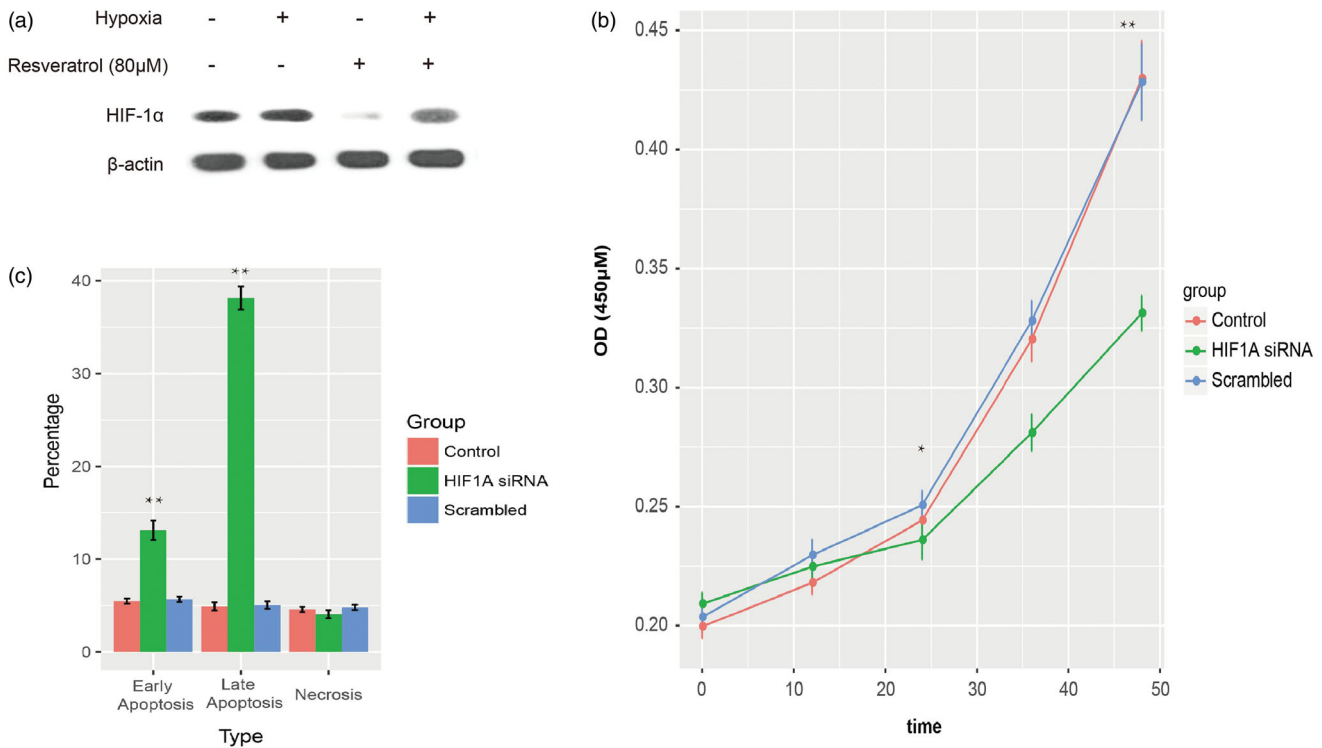 (a)
Hypoxia - + - +
Resveratrol (80μM) - - + +
HIF-1α
β-actin
(b)
0.45
0.40
0.35
0.30
0.25
0.20
OD (450μM)
**
*
0 10 20 30 40 50
time
group
Control
HIF1A siRNA
Scrambled
(c)
40
30
20
10
0
Percentage
**
**
Early Apoptosis
Late Apoptosis
Necrosis
Type
Group
Control
HIF1A siRNA
Scrambled